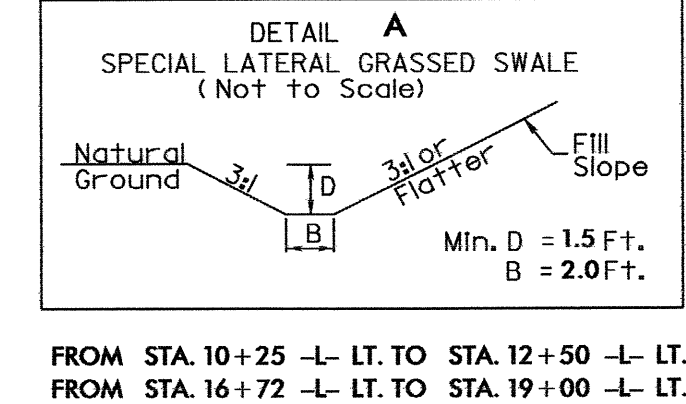 DETAIL A
SPECIAL LATERAL GRASSED SWALE
(Not to Scale)
Natural
Ground
3:1
D
B
3:1 or
Flatter
Fill
Slope
Min. D = 1.5 Ft.
B = 2.0 Ft.
FROM STA. 10+25 -L- LT. TO STA. 12+50 -L- LT.
FROM STA. 16+72 -L- LT. TO STA. 19+00 -L- LT.